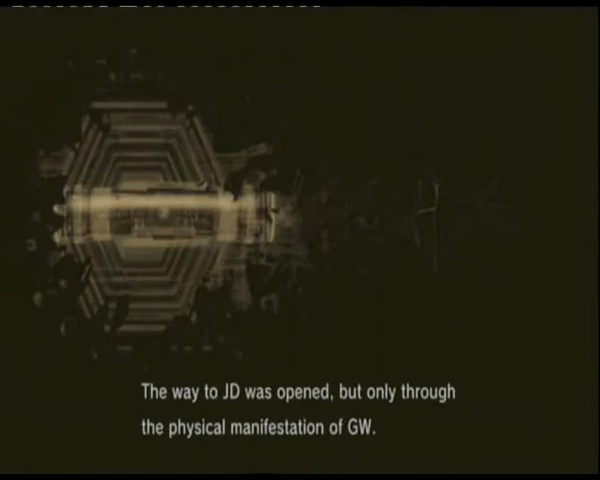 The way to JD was opened, but only through
the physical manifestation of GW.